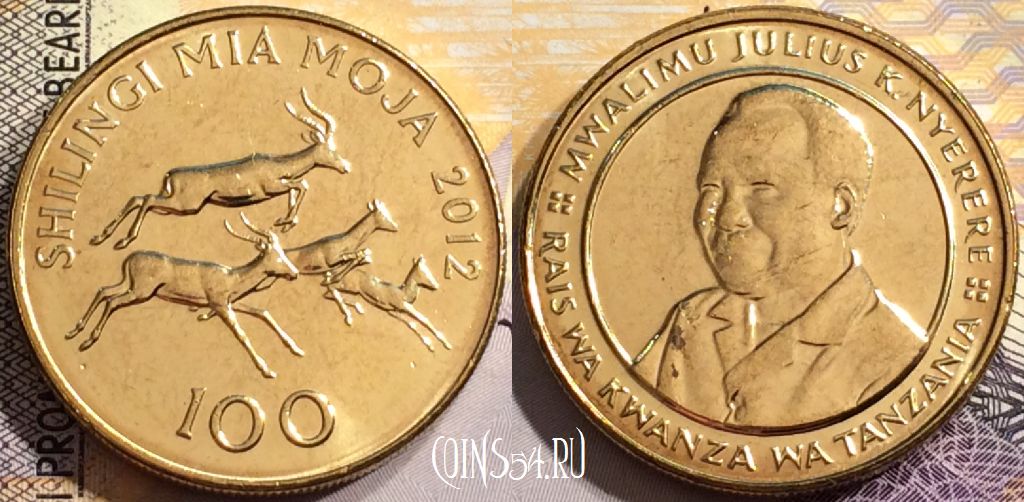 SHILINGI MIA MOJA 2012
100
MWALIMU JULIUS K. NYERERE
RAIS WA KWANZA WA TANZANIA
COINS54.RU